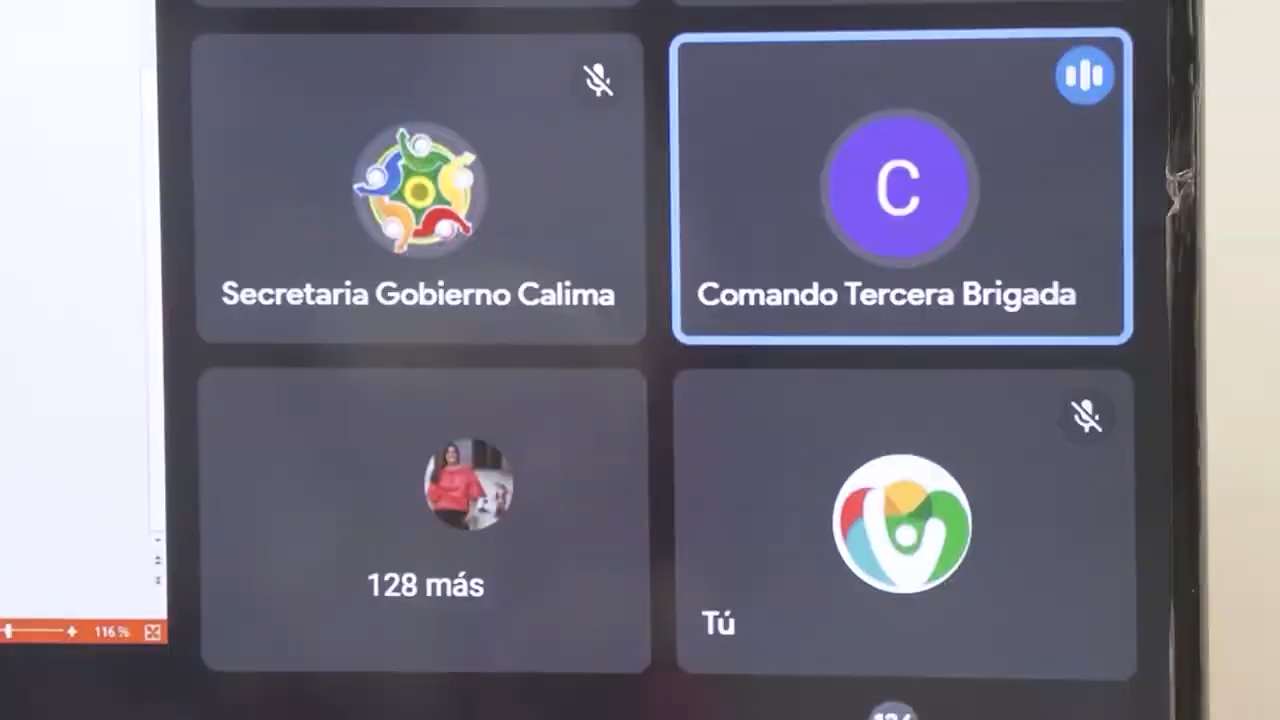 C
Secretaria Gobierno Calima
Comando Tercera Brigada
128 más
Tú
116%